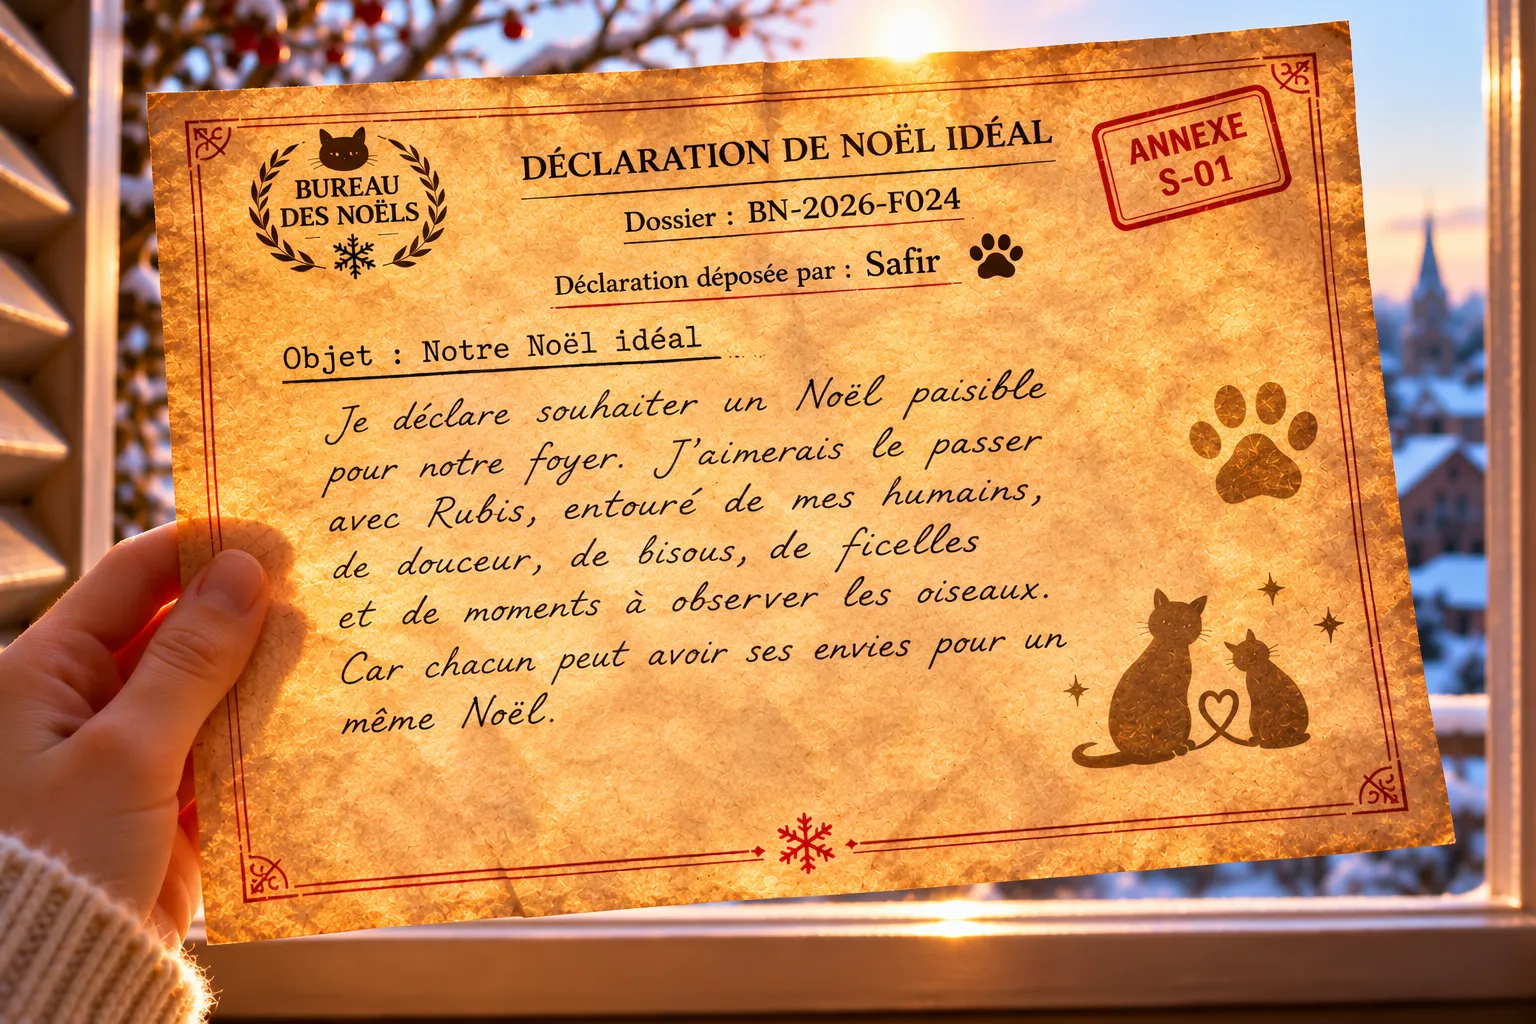 BUREAU
DES NOËLS
DÉCLARATION DE NOËL IDÉAL
Dossier : BN-2026-F024
Déclaration déposée par : Safir
ANNEXE
S-01
Objet : Notre Noël idéal
Je déclare souhaiter un Noël paisible
pour notre foyer. J'aimerais le passer
avec Rubis, entouré de mes humains,
de douceur, de bisous, de ficelles
et de moments à observer les oiseaux.
Car chacun peut avoir ses envies pour un
même Noël.